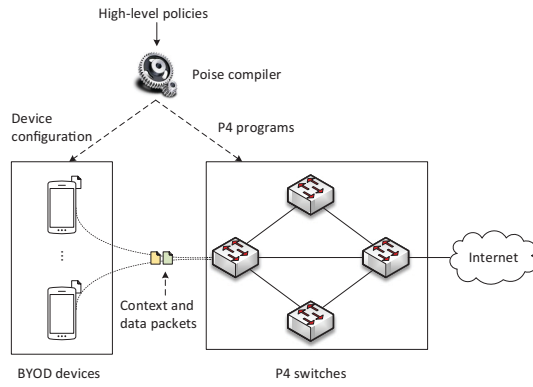 High-level policies
Poise compiler
Device
configuration
P4 programs
Internet
Context and
data packets
BYOD devices
P4 switches